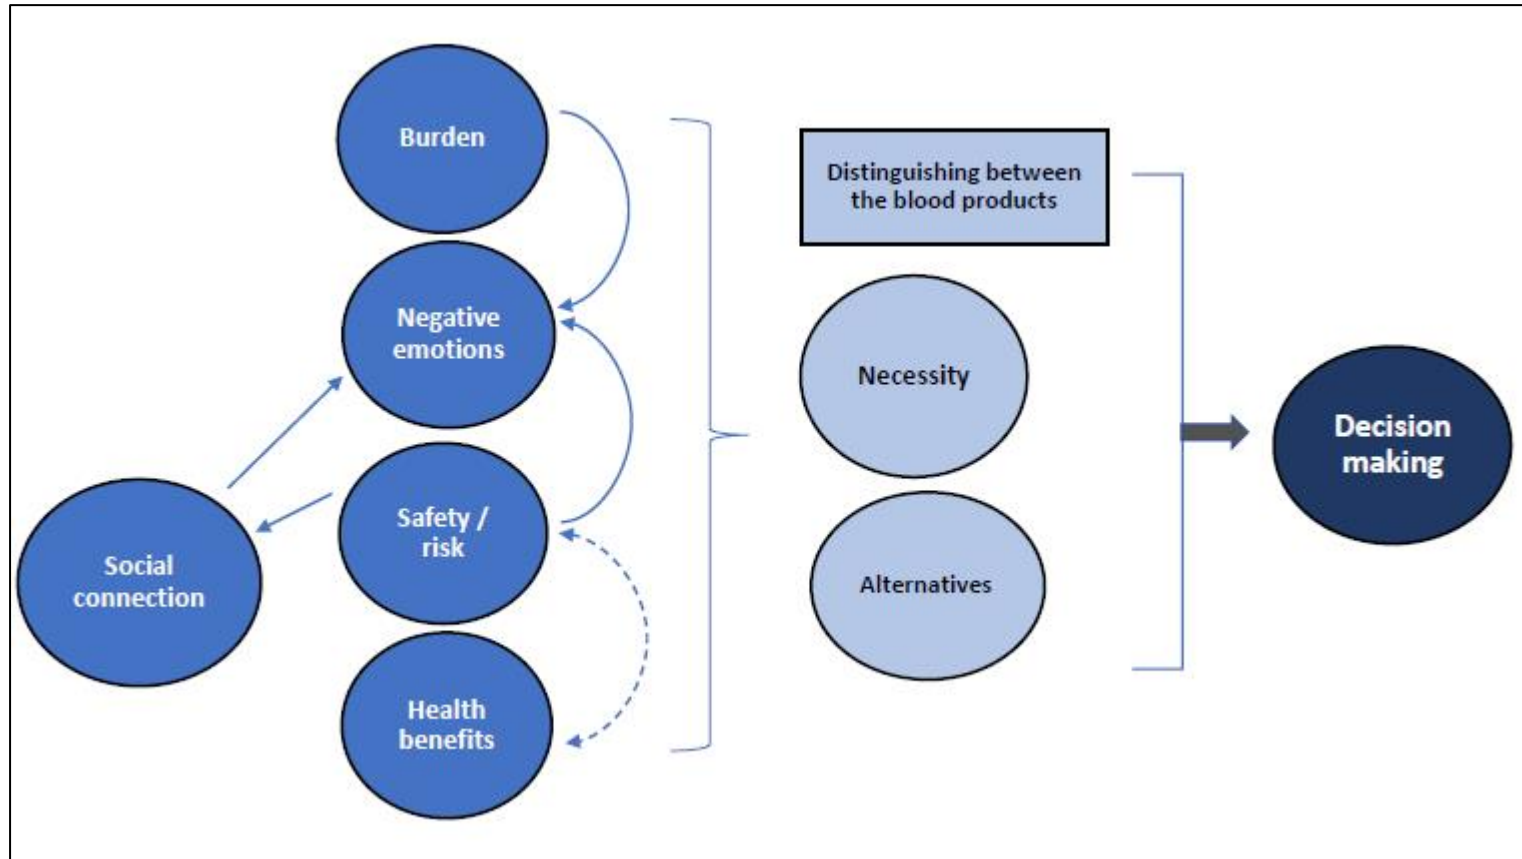 Burden
Negative
emotions
Safety /
risk
Social
connection
Health
benefits
Distinguishing between
the blood products
Necessity
Alternatives
Decision
making